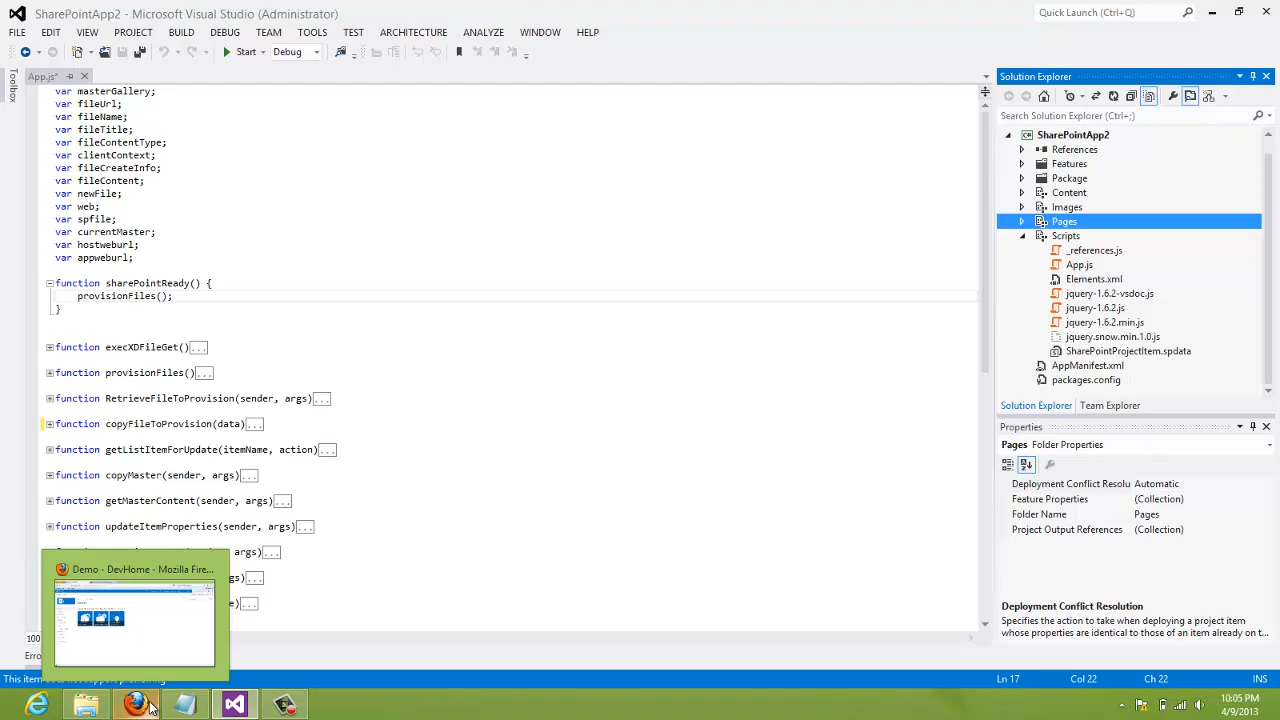 SharePointApp2 - Microsoft Visual Studio (Administrator)
Quick Launch (Ctrl+Q)
FILE EDIT VIEW PROJECT BUILD DEBUG TEAM TOOLS TEST ARCHITECTURE ANALYZE WINDOW HELP
Start Debug
Toolbox
App.js*
var masterGallery;
var fileUrl;
var fileName;
var fileTitle;
var fileContentType;
var clientContext;
var fileCreateInfo;
var fileContent;
var newFile;
var web;
var spfile;
var currentMaster;
var hostweburl;
var appweburl;
function sharePointReady() {
provisionFiles();
}
function execXDFileGet()...
function provisionFiles()...
function RetrieveFileToProvision(sender, args)...
function copyFileToProvision(data)...
function getListItemForUpdate(itemName, action)...
function copyMaster(sender, args)...
function getMasterContent(sender, args)...
function updateItemProperties(sender, args)...
args)...
Demo - DevHome - Mozilla Fire...
100
Solution Explorer
Search Solution Explorer (Ctrl+;)
SharePointApp2
References
Features
Package
Content
Images
Pages
Scripts
_references.js
App.js
Elements.xml
jquery-1.6.2-vsdoc.js
jquery-1.6.2.js
jquery-1.6.2.min.js
jquery.snow.min.1.0.js
SharePointProjectItem.spdata
AppManifest.xml
packages.config
Solution Explorer Team Explorer
Properties
Pages Folder Properties
Deployment Conflict Resolu Automatic
Feature Properties (Collection)
Folder Name Pages
Project Output References (Collection)
Deployment Conflict Resolution
Specifies the action to take when deploying a project item
whose properties are identical to those of an item already on t...
Ln 17 Col 22 Ch 22 INS
10:05 PM
4/9/2013